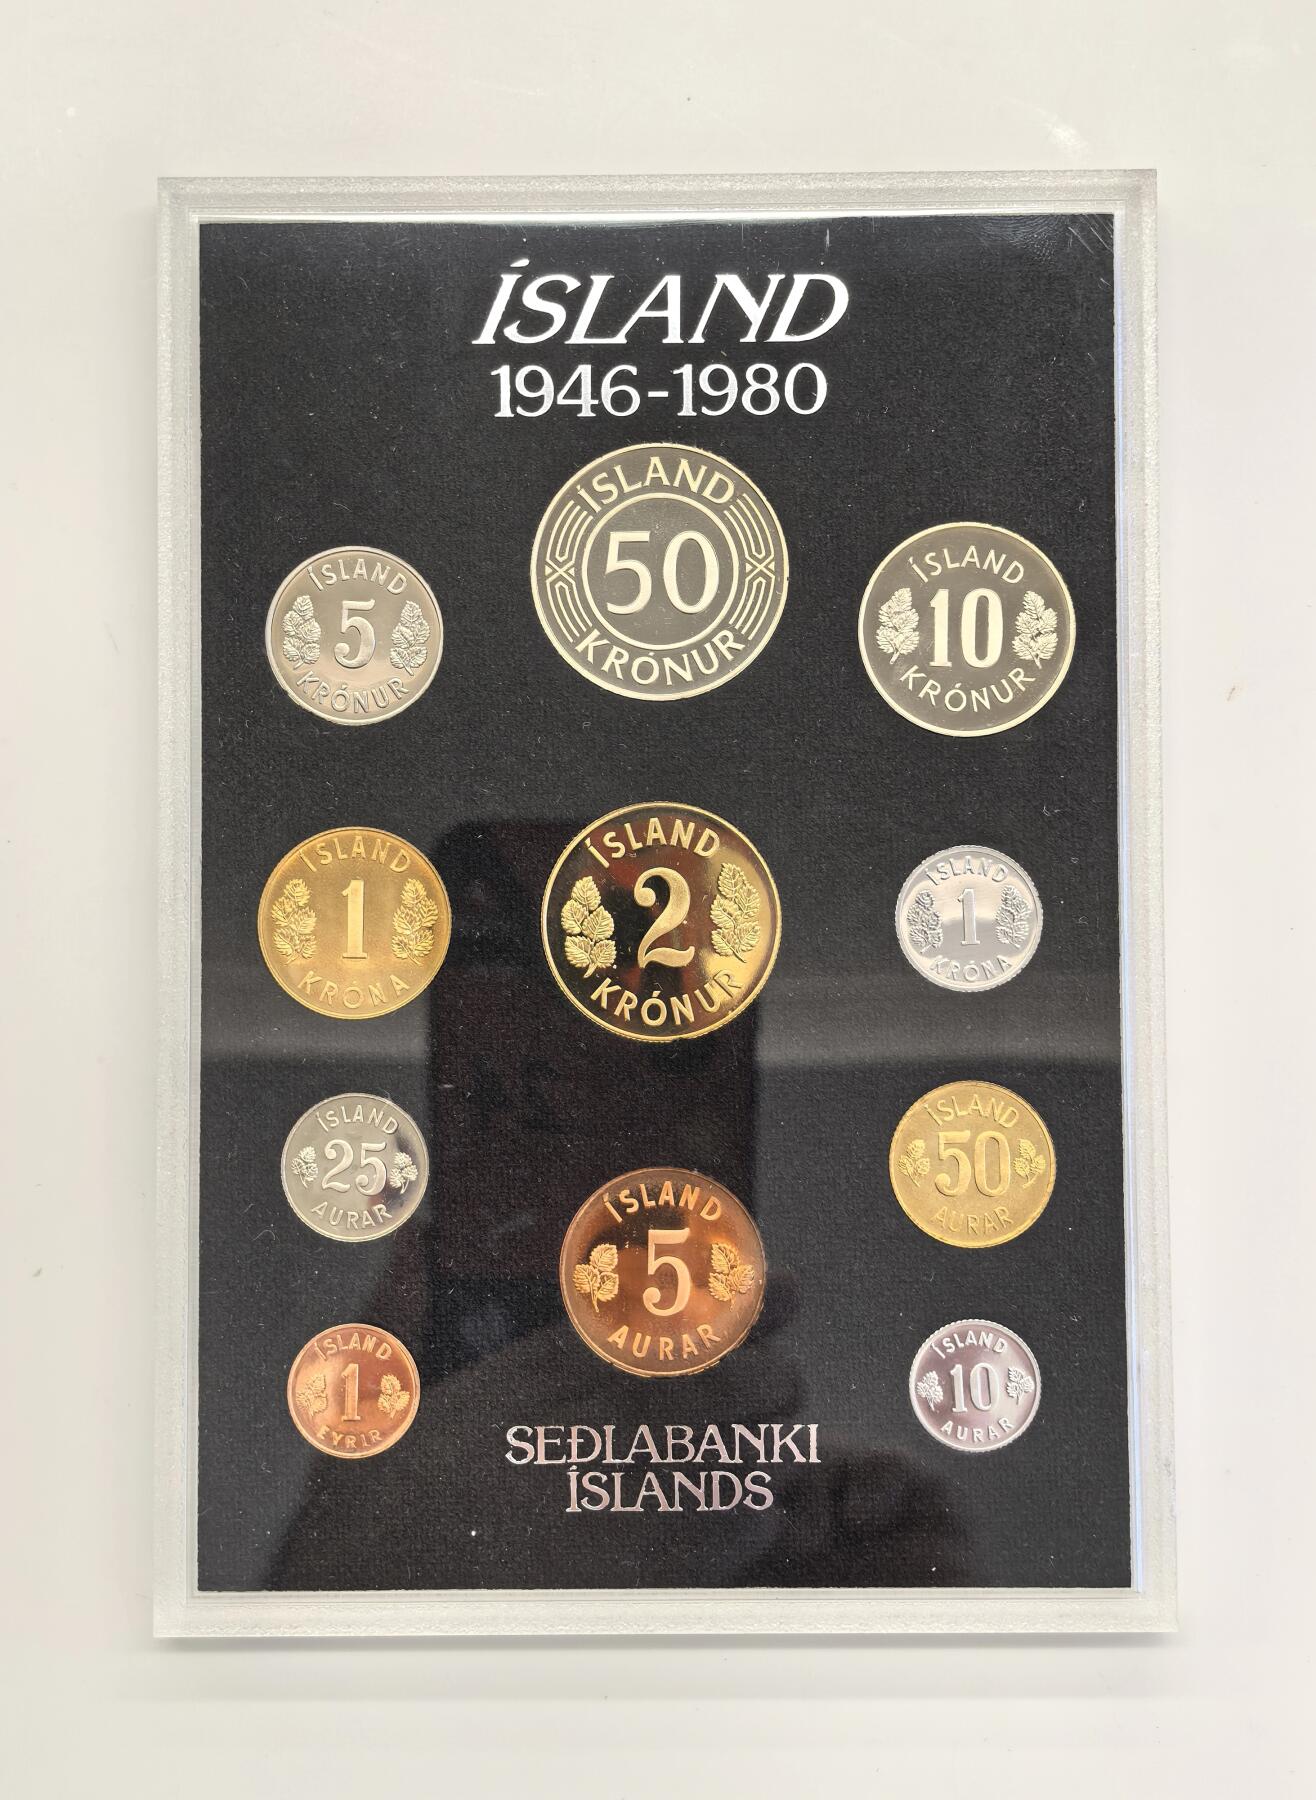 ÍSLAND
1946-1980
ÍSLAND
50
KRÓNUR
ÍSLAND
5
KRÓNUR
ÍSLAND
10
KRÓNUR
ÍSLAND
1
KRÓNA
ÍSLAND
2
KRÓNUR
ÍSLAND
1
KRÓNA
ÍSLAND
25
AURAR
ÍSLAND
50
AURAR
ÍSLAND
5
AURAR
ÍSLAND
1
EYRIR
ÍSLAND
10
AURAR
SEÐLABANKI
ÍSLANDS